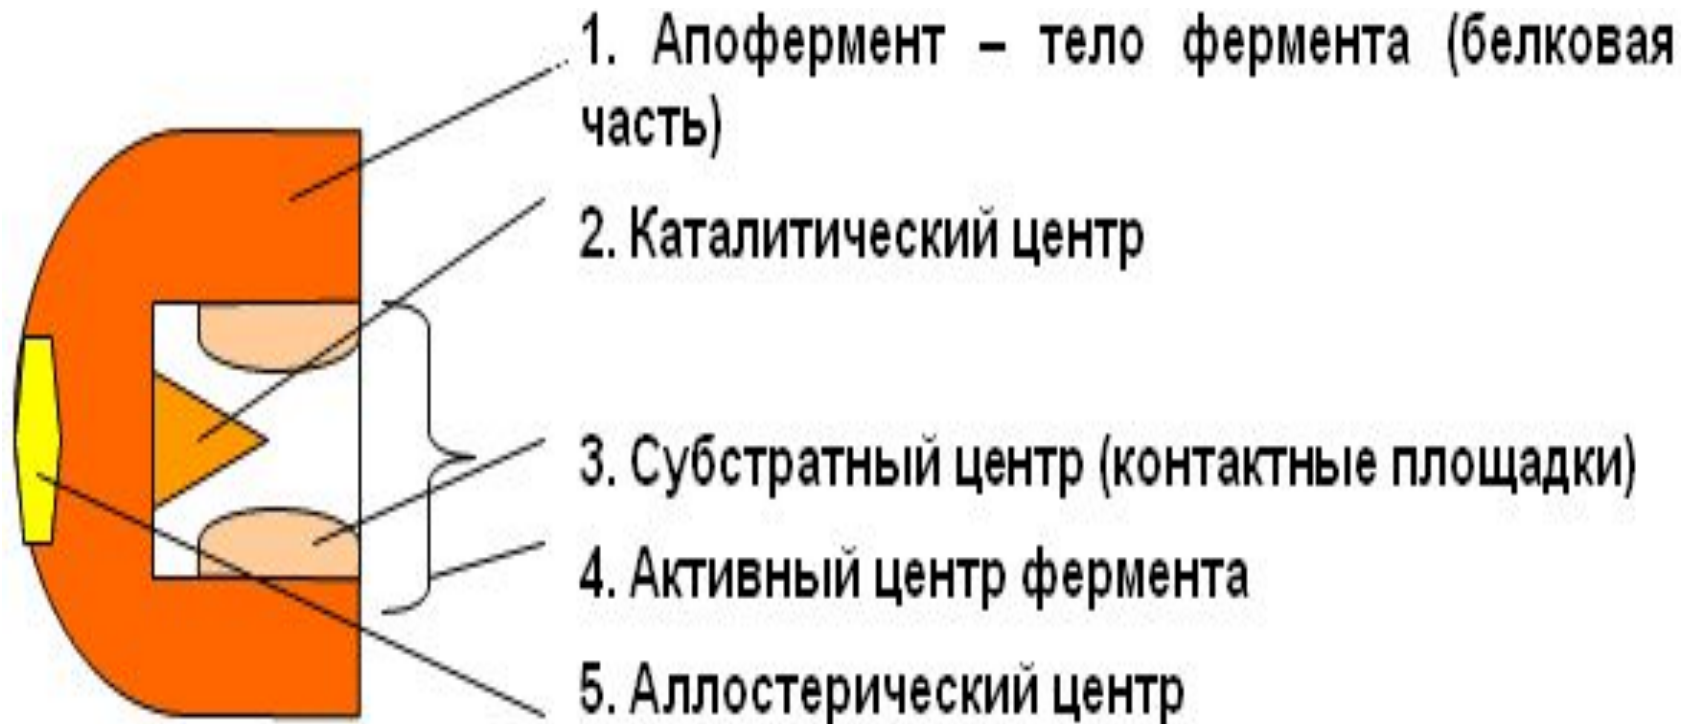 1. Апофермент – тело фермента (белковая
часть)
2. Каталитический центр
3. Субстратный центр (контактные площадки)
4. Активный центр фермента
5. Аллостерический центр